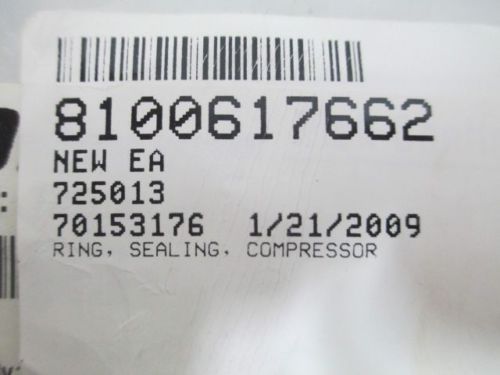 8100617662
NEW EA
725013
70153176 1/21/2009
RING, SEALING, COMPRESSOR